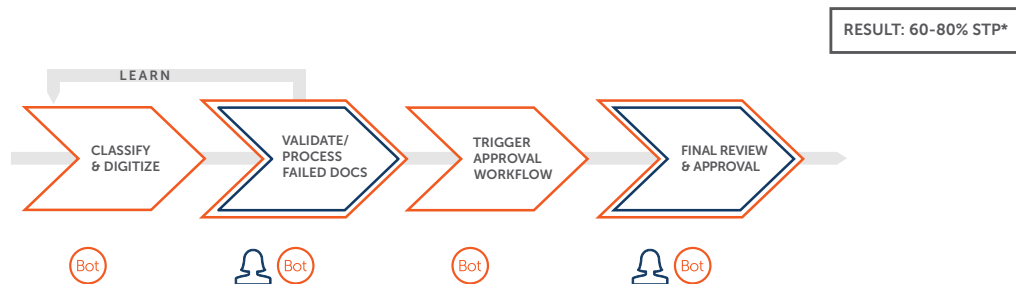 RESULT: 60-80% STP*
LEARN
CLASSIFY
& DIGITIZE
VALIDATE/
PROCESS
FAILED DOCS
TRIGGER
APPROVAL
WORKFLOW
FINAL REVIEW
& APPROVAL
Bot
Bot
Bot
Bot